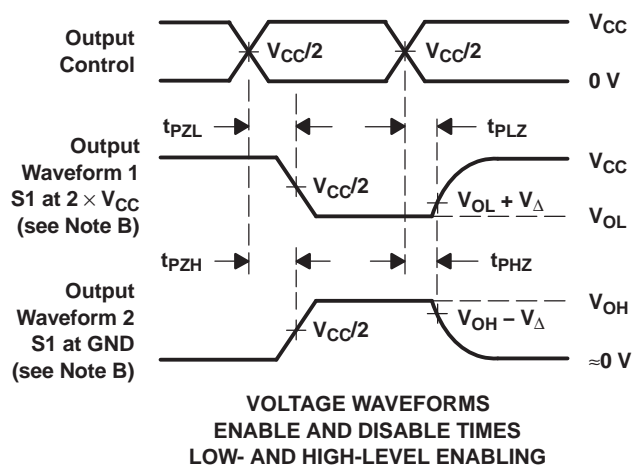 Output
Control
V_CC/2
V_CC/2
V_CC
0 V
t_PZL
t_PLZ
Output
Waveform 1
S1 at 2 × V_CC
(see Note B)
V_CC/2
V_CC
V_OL + V_Δ
V_OL
t_PZH
t_PHZ
Output
Waveform 2
S1 at GND
(see Note B)
V_CC/2
V_OH
V_OH – V_Δ
≈0 V
VOLTAGE WAVEFORMS
ENABLE AND DISABLE TIMES
LOW- AND HIGH-LEVEL ENABLING